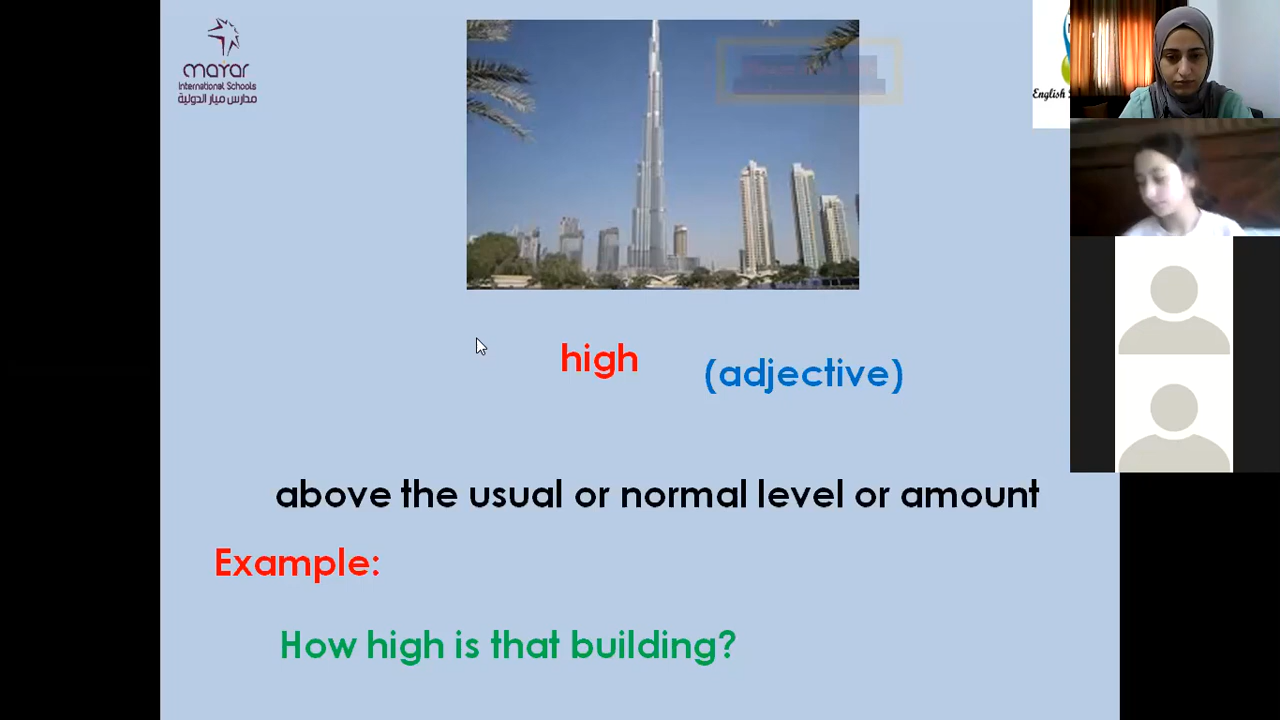 mayar
International Schools
مدارس ميار الدولية
English
high
(adjective)
above the usual or normal level or amount
Example:
How high is that building?